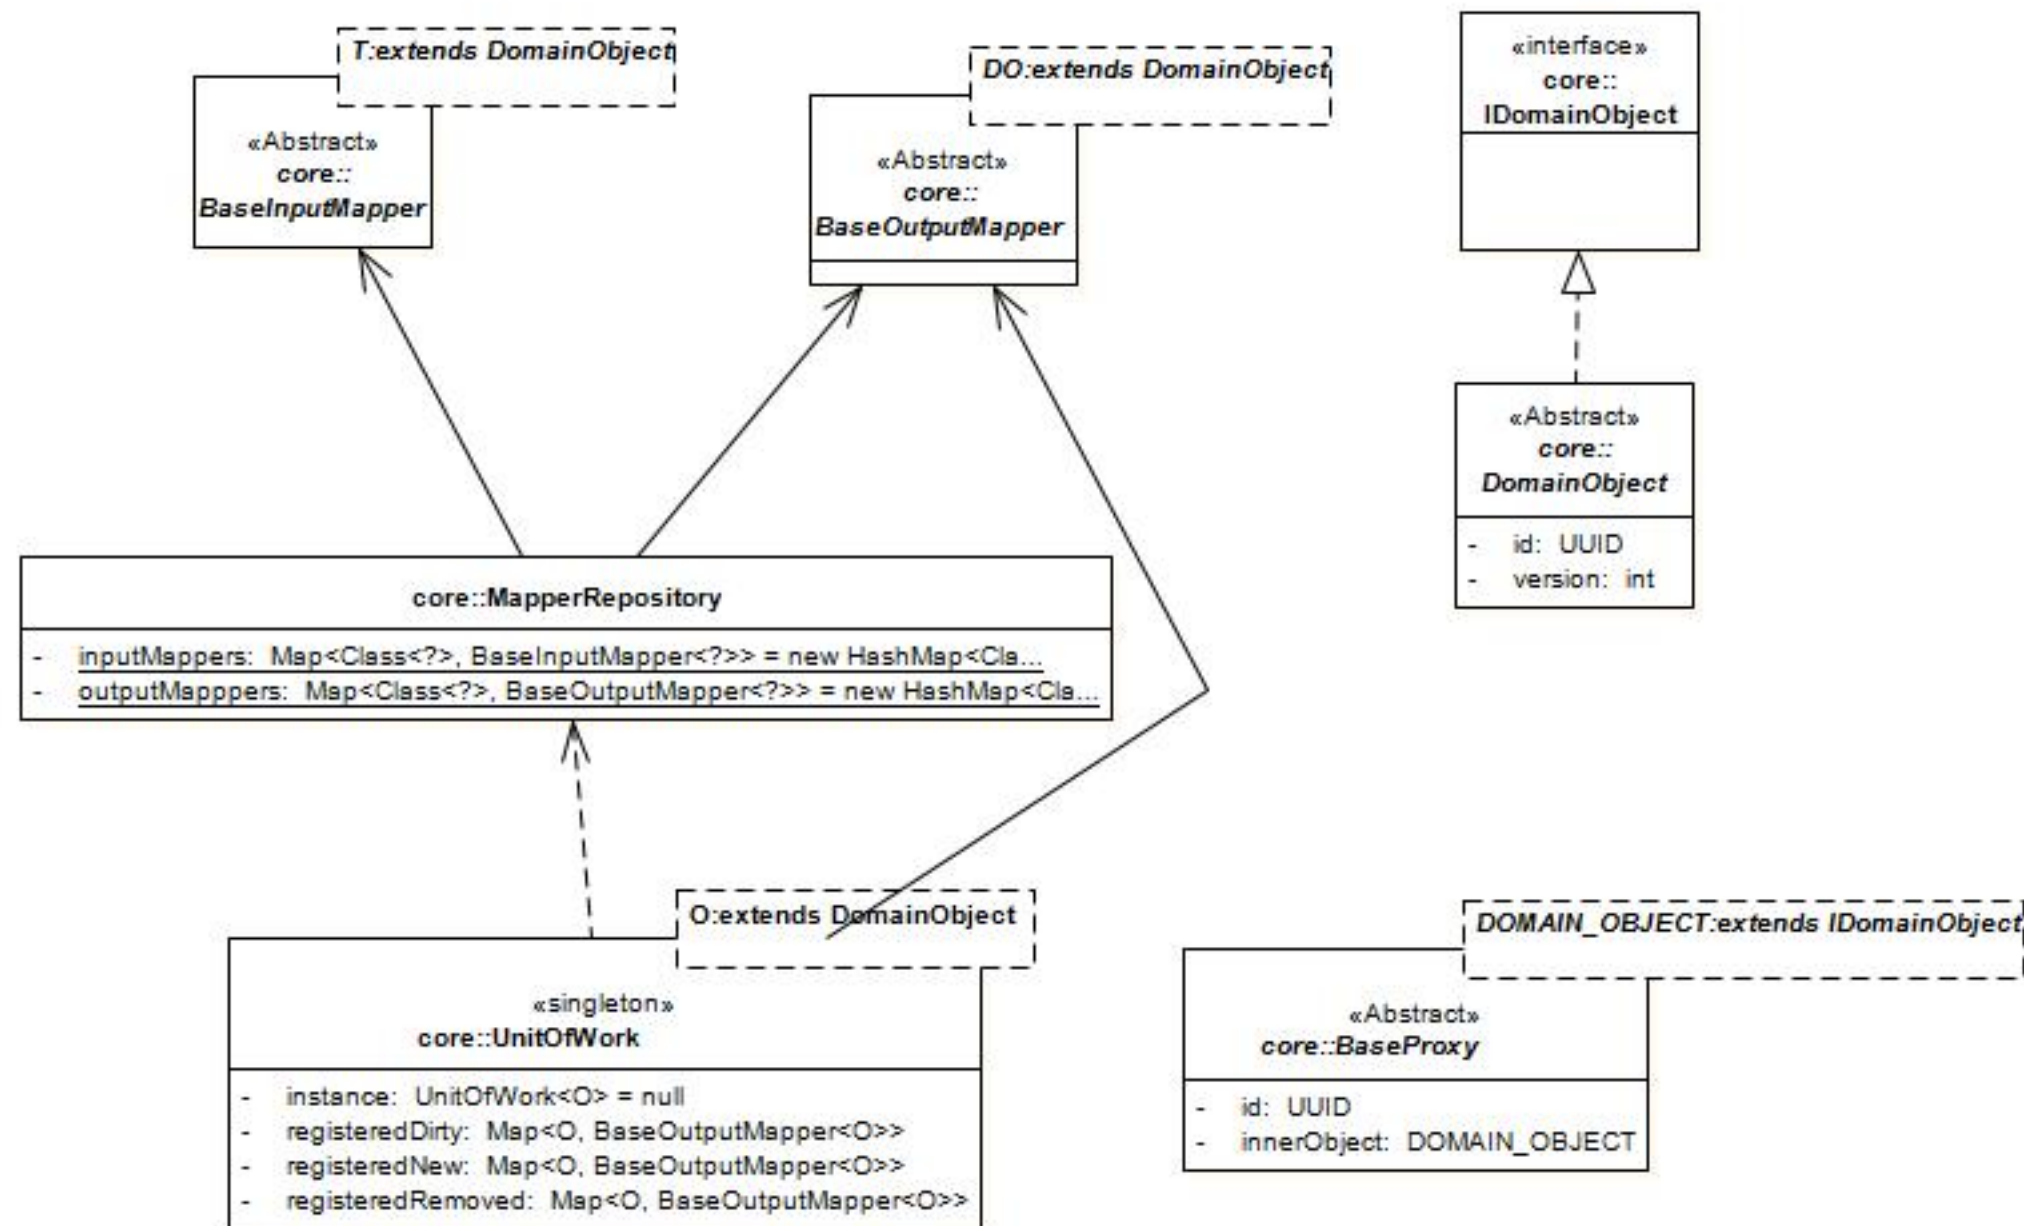 T:extends DomainObject
«Abstract»
core::
BaseInputMapper
DO:extends DomainObject
«Abstract»
core::
BaseOutputMapper
«interface»
core::
IDomainObject
«Abstract»
core::
DomainObject
- id: UUID
- version: int
core::MapperRepository
- inputMappers: Map<Class<?>, BaseInputMapper<?>> = new HashMap<Cla...
- outputMapppers: Map<Class<?>, BaseOutputMapper<?>> = new HashMap<Cla...
O:extends DomainObject
«singleton»
core::UnitOfWork
- instance: UnitOfWork<O> = null
- registeredDirty: Map<O, BaseOutputMapper<O>>
- registeredNew: Map<O, BaseOutputMapper<O>>
- registeredRemoved: Map<O, BaseOutputMapper<O>>
DOMAIN_OBJECT:extends IDomainObject
«Abstract»
core::BaseProxy
- id: UUID
- innerObject: DOMAIN_OBJECT